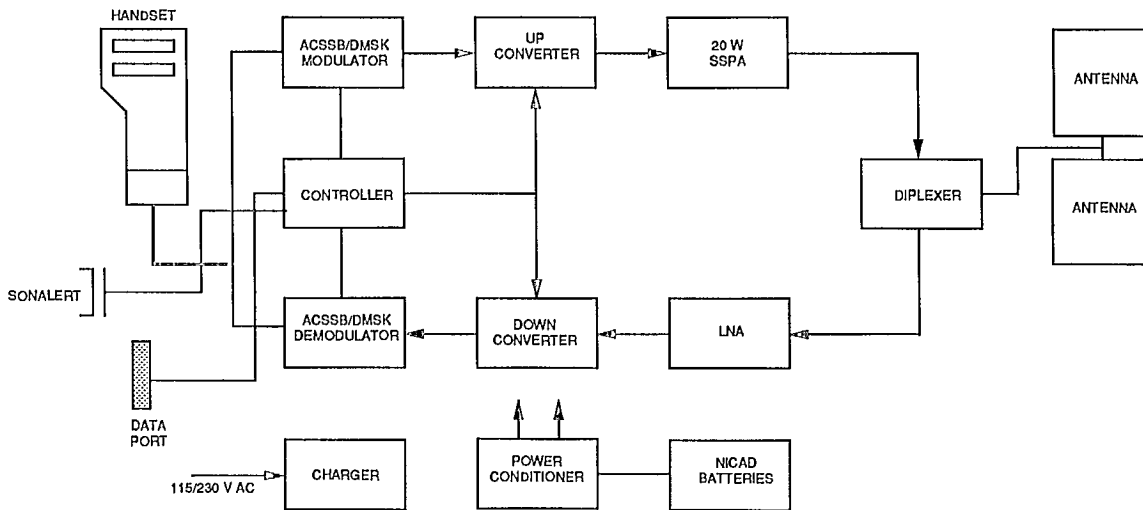 HANDSET
ACSSB/DMSK
MODULATOR
UP
CONVERTER
20 W
SSPA
ANTENNA
CONTROLLER
DIPLEXER
ANTENNA
SONALERT
ACSSB/DMSK
DEMODULATOR
DOWN
CONVERTER
LNA
DATA
PORT
115/230 V AC
CHARGER
POWER
CONDITIONER
NICAD
BATTERIES